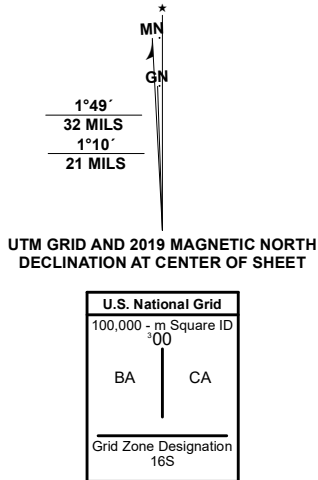 MN
GN
1°49´
32 MILS
1°10´
21 MILS
UTM GRID AND 2019 MAGNETIC NORTH
DECLINATION AT CENTER OF SHEET
U.S. National Grid
100,000 - m Square ID
³00
BA
CA
Grid Zone Designation
16S